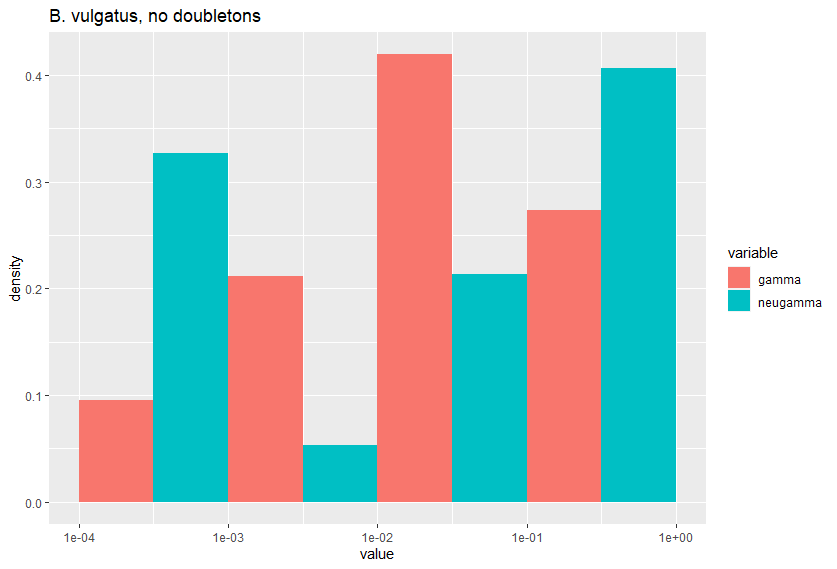 B. vulgatus, no doubletons
density
0.4
0.3
0.2
0.1
0.0
1e-04 1e-03 1e-02 1e-01 1e+00
value
variable
gamma
neugamma